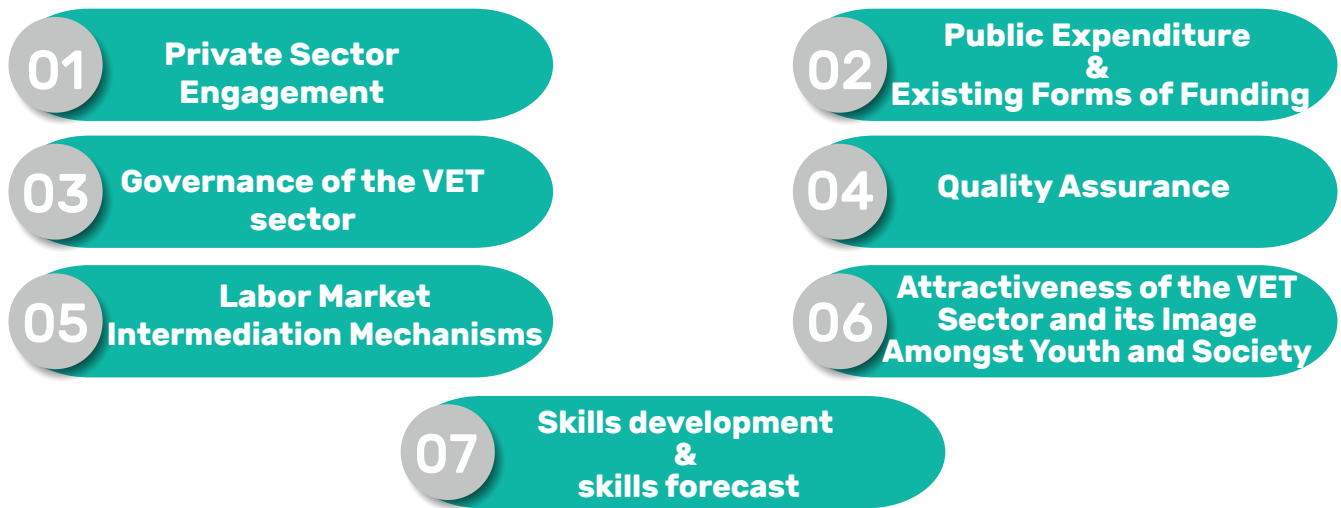 01
Private Sector
Engagement
02
Public Expenditure
&
Existing Forms of Funding
03
Governance of the VET
sector
04
Quality Assurance
05
Labor Market
Intermediation Mechanisms
06
Attractiveness of the VET
Sector and its Image
Amongst Youth and Society
07
Skills development
&
skills forecast